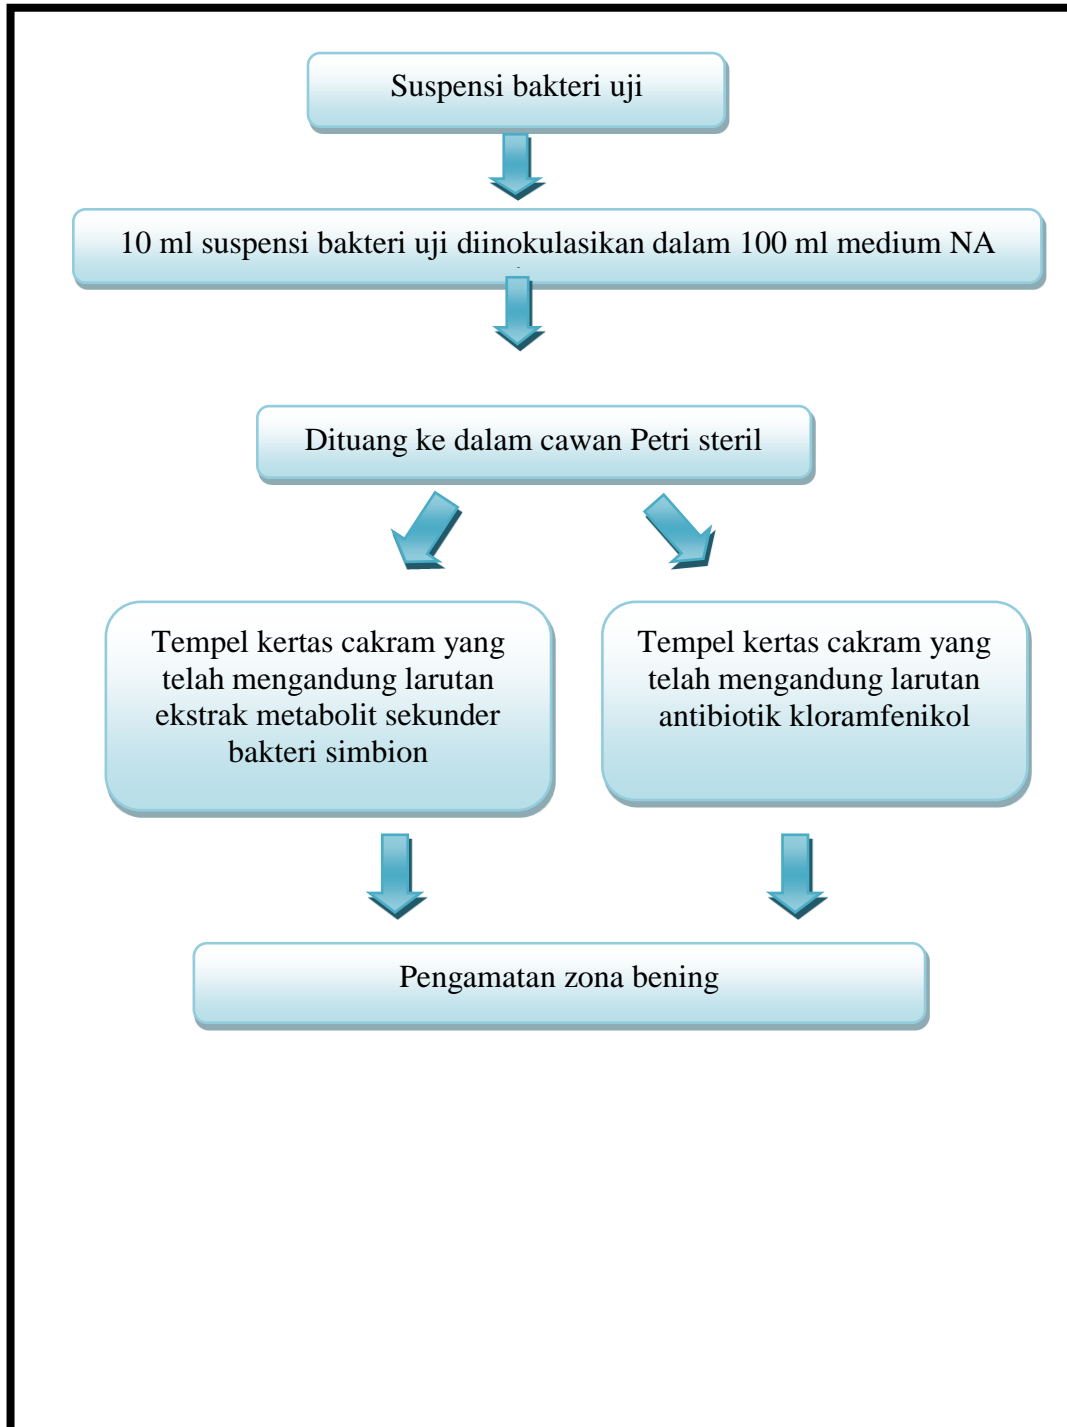 Suspensi bakteri uji
10 ml suspensi bakteri uji diinokulasikan dalam 100 ml medium NA
Dituang ke dalam cawan Petri steril
Tempel kertas cakram yang
telah mengandung larutan
ekstrak metabolit sekunder
bakteri simbion
Tempel kertas cakram yang
telah mengandung larutan
antibiotik kloramfenikol
Pengamatan zona bening